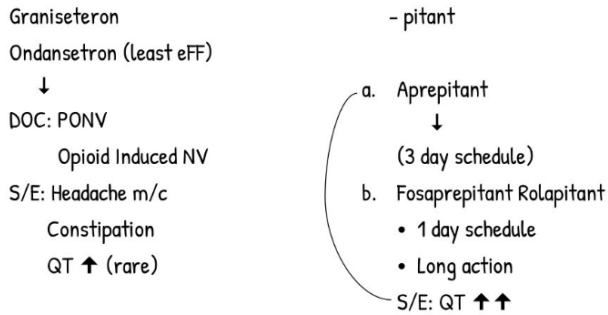 Graniseteron
Ondansetron (least eFF)
↓
DOC: PONV
Opioid Induced NV
S/E: Headache m/c
Constipation
QT ↑ (rare)
- pitant
a. Aprepitant
↓
(3 day schedule)
b. Fosaprepitant Rolapitant
• 1 day schedule
• Long action
S/E: QT ↑↑